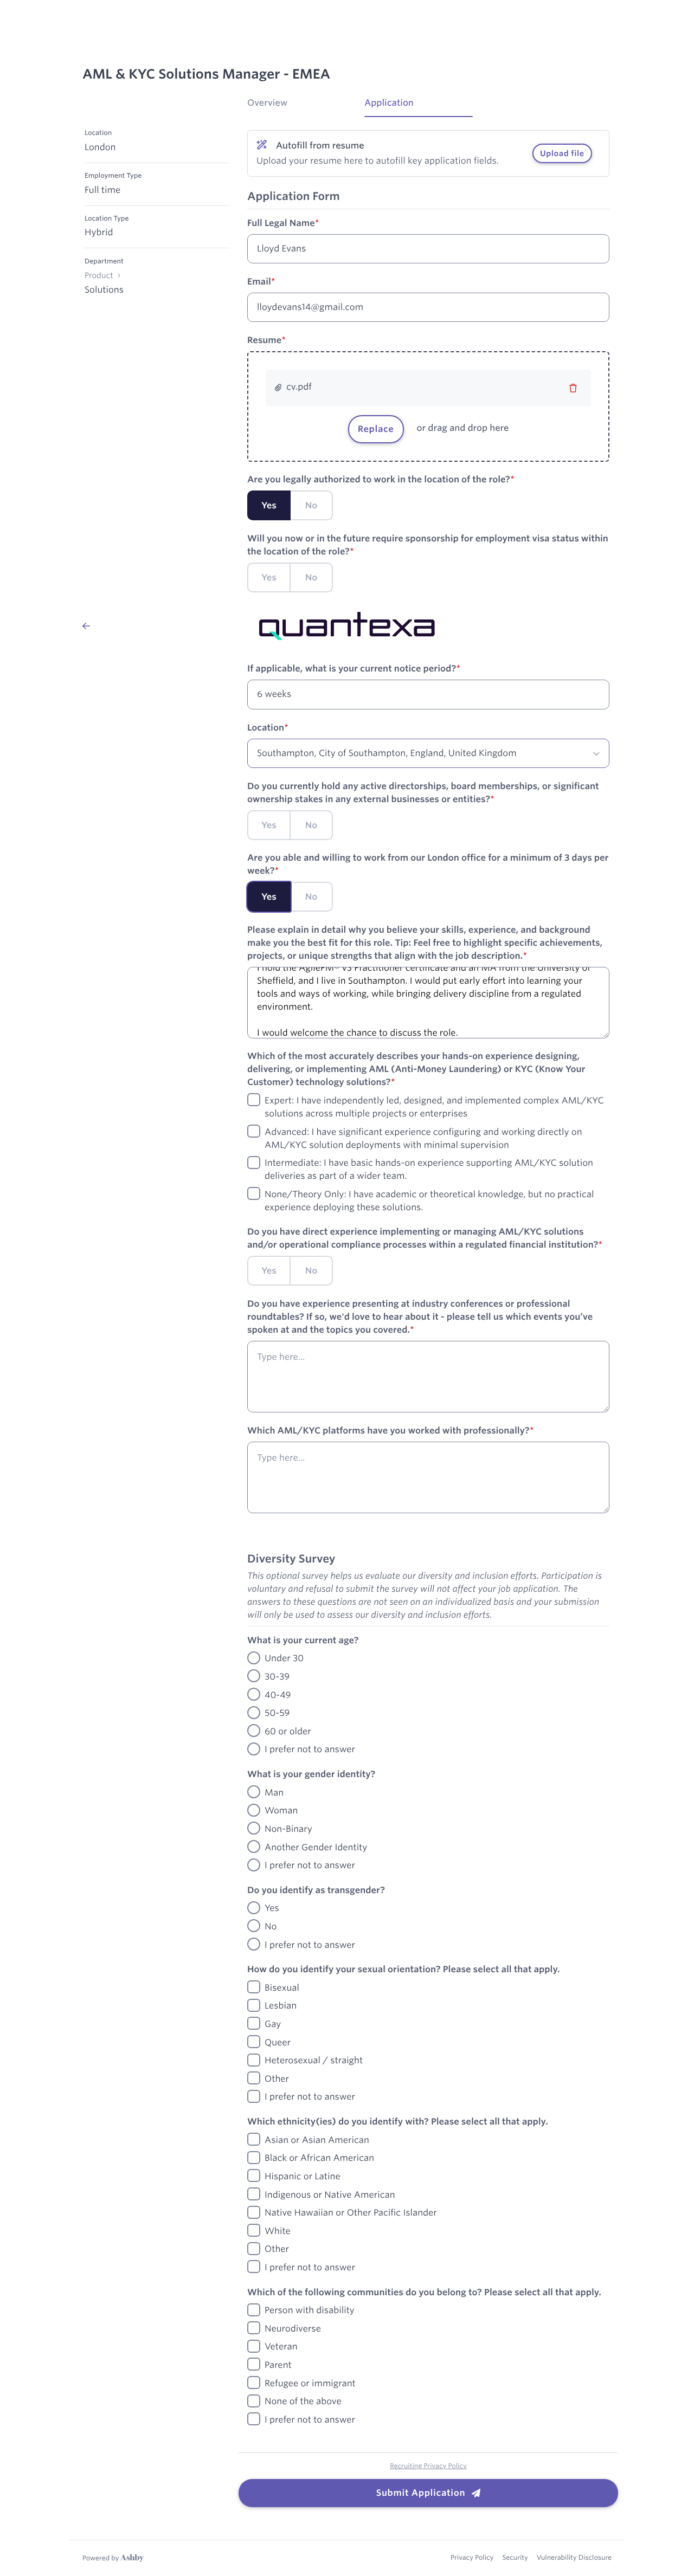 AML & KYC Solutions Manager - EMEA
Overview
Application
Location
London
Employment Type
Full time
Location Type
Hybrid
Department
Product ›
Solutions
Autofill from resume
Upload your resume here to autofill key application fields.
Upload file
Application Form
Full Legal Name*
Lloyd Evans
Email*
lloydevans14@gmail.com
Resume*
cv.pdf
Replace
or drag and drop here
Are you legally authorized to work in the location of the role?*
Yes
No
Will you now or in the future require sponsorship for employment visa status within
the location of the role?*
Yes
No
quantexa
If applicable, what is your current notice period?*
6 weeks
Location*
Southampton, City of Southampton, England, United Kingdom
Do you currently hold any active directorships, board memberships, or significant
ownership stakes in any external businesses or entities?*
Yes
No
Are you able and willing to work from our London office for a minimum of 3 days per
week?*
Yes
No
Please explain in detail why you believe your skills, experience, and background
make you the best fit for this role. Tip: Feel free to highlight specific achievements,
projects, or unique strengths that align with the job description.*
I hold the AgilePM® v3 Practitioner certificate and an MA from the University of
Sheffield, and I live in Southampton. I would put early effort into learning your
tools and ways of working, while bringing delivery discipline from a regulated
environment.
I would welcome the chance to discuss the role.
Which of the most accurately describes your hands-on experience designing,
delivering, or implementing AML (Anti-Money Laundering) or KYC (Know Your
Customer) technology solutions?*
Expert: I have independently led, designed, and implemented complex AML/KYC
solutions across multiple projects or enterprises
Advanced: I have significant experience configuring and working directly on
AML/KYC solution deployments with minimal supervision
Intermediate: I have basic hands-on experience supporting AML/KYC solution
deliveries as part of a wider team.
None/Theory Only: I have academic or theoretical knowledge, but no practical
experience deploying these solutions.
Do you have direct experience implementing or managing AML/KYC solutions
and/or operational compliance processes within a regulated financial institution?*
Yes
No
Do you have experience presenting at industry conferences or professional
roundtables? If so, we'd love to hear about it - please tell us which events you've
spoken at and the topics you covered.*
Type here...
Which AML/KYC platforms have you worked with professionally?*
Type here...
Diversity Survey
This optional survey helps us evaluate our diversity and inclusion efforts. Participation is
voluntary and refusal to submit the survey will not affect your job application. The
answers to these questions are not seen on an individualized basis and your submission
will only be used to assess our diversity and inclusion efforts.
What is your current age?
Under 30
30-39
40-49
50-59
60 or older
I prefer not to answer
What is your gender identity?
Man
Woman
Non-Binary
Another Gender Identity
I prefer not to answer
Do you identify as transgender?
Yes
No
I prefer not to answer
How do you identify your sexual orientation? Please select all that apply.
Bisexual
Lesbian
Gay
Queer
Heterosexual / straight
Other
I prefer not to answer
Which ethnicity(ies) do you identify with? Please select all that apply.
Asian or Asian American
Black or African American
Hispanic or Latine
Indigenous or Native American
Native Hawaiian or Other Pacific Islander
White
Other
I prefer not to answer
Which of the following communities do you belong to? Please select all that apply.
Person with disability
Neurodiverse
Veteran
Parent
Refugee or immigrant
None of the above
I prefer not to answer
Recruiting Privacy Policy
Submit Application
Powered by Ashby
Privacy Policy
Security
Vulnerability Disclosure